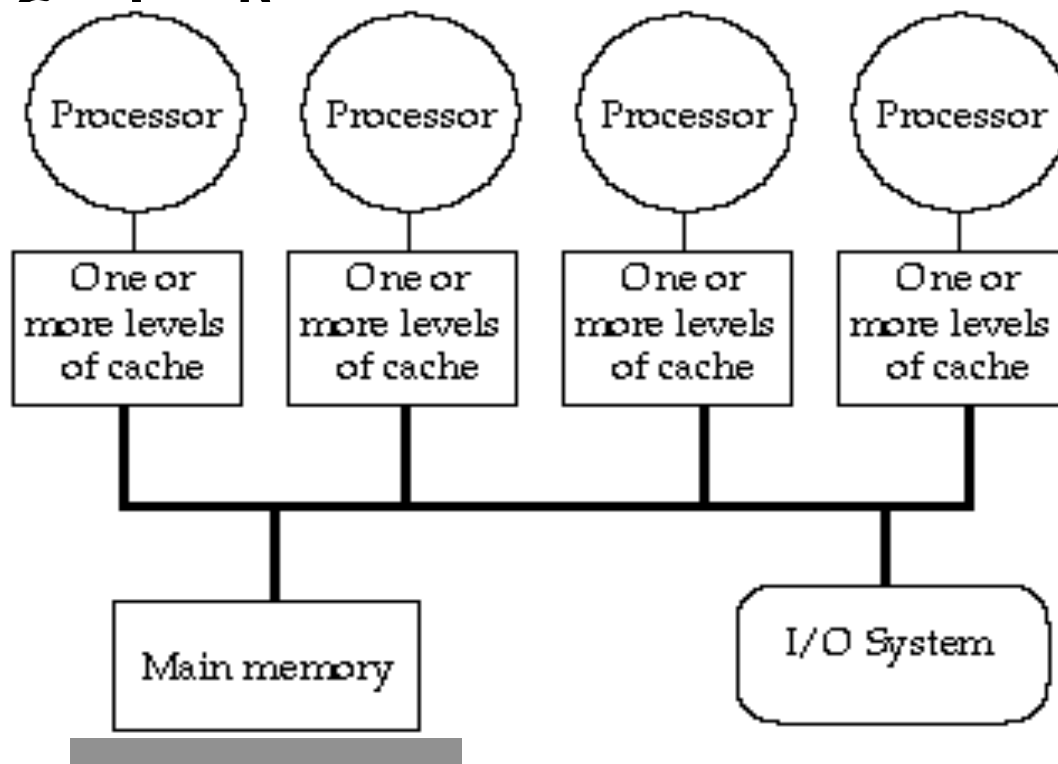 Processor Processor Processor Processor
One or One or One or One or
more levels more levels more levels more levels
of cache of cache of cache of cache
Main memory
I/O System